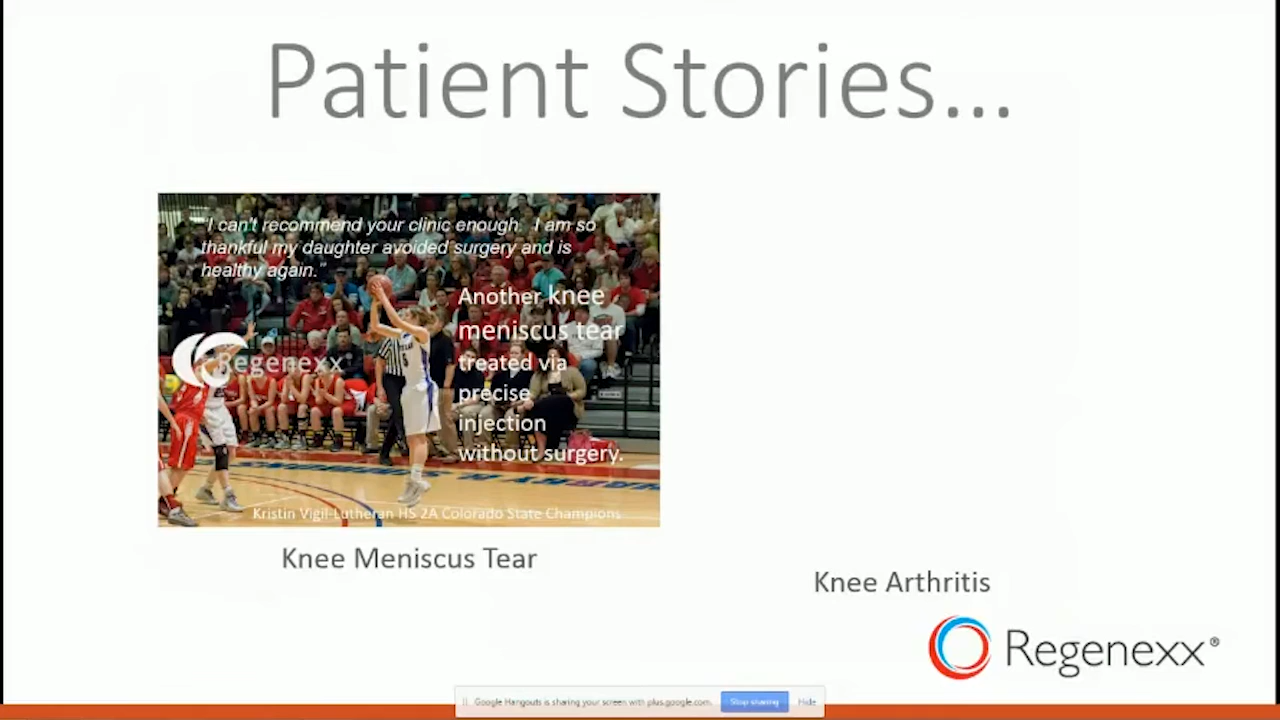 Patient Stories...
"I can't recommend your clinic enough. I am so
thankful my daughter avoided surgery and is
healthy again."
Another knee
meniscus tear
treated via
precise
injection
without surgery.
Regenexx®
Kristin Vigil-Lutheran HS 2A Colorado State Champions
Knee Meniscus Tear
Knee Arthritis
Regenexx®
Google Hangouts is sharing your screen with plus.google.com.
Stop sharing
Hide